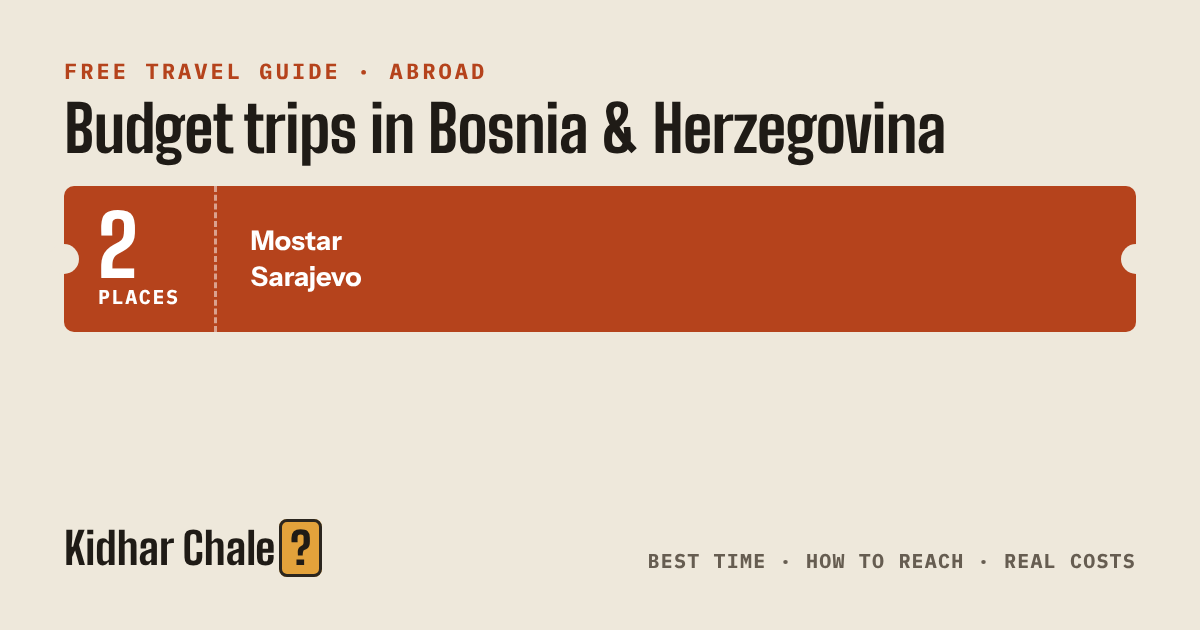 FREE TRAVEL GUIDE · ABROAD
Budget trips in Bosnia & Herzegovina
2
PLACES
Mostar
Sarajevo
Kidhar Chale ?
BEST TIME · HOW TO REACH · REAL COSTS